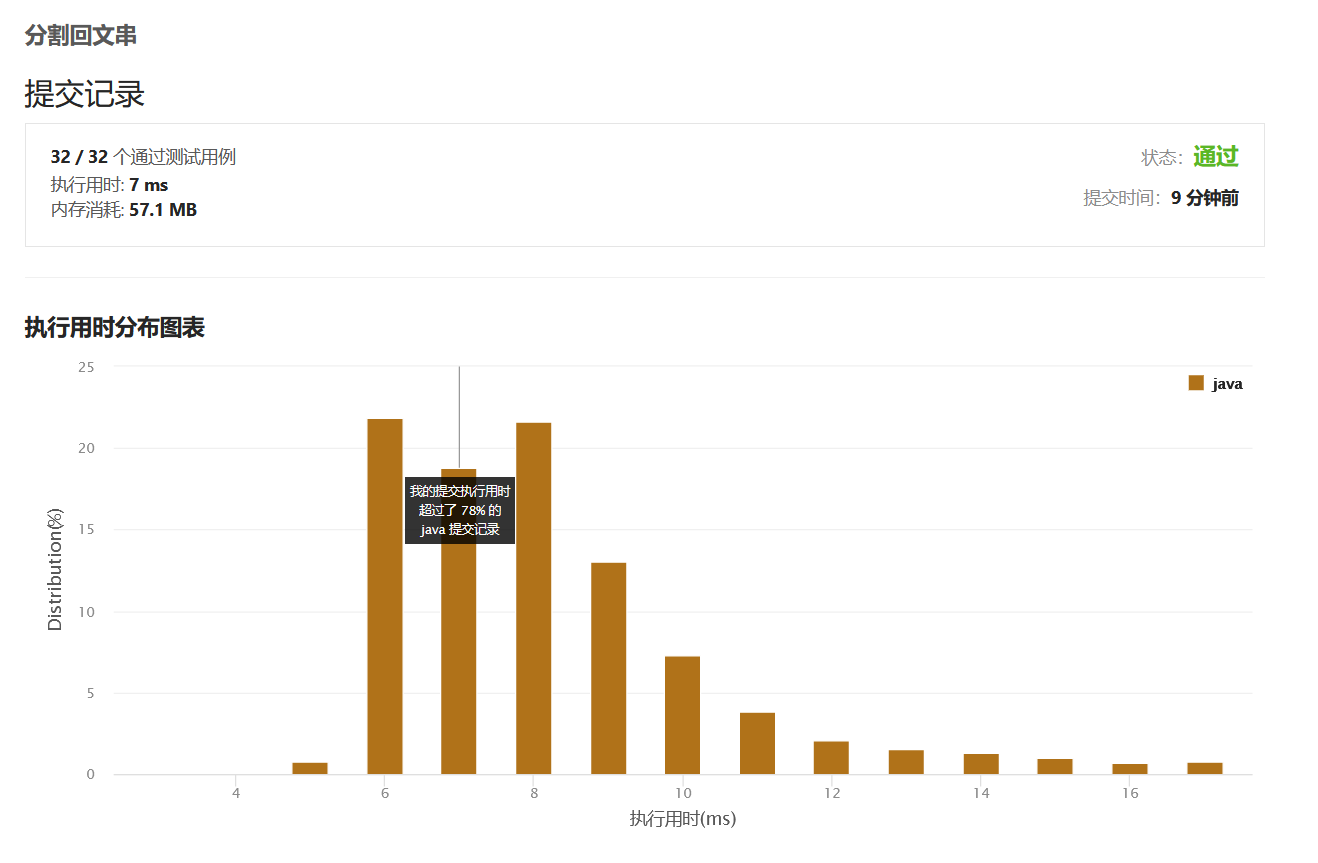 分割回文串
提交记录
32 / 32 个通过测试用例
状态：通过
执行用时: 7 ms
提交时间：9 分钟前
内存消耗: 57.1 MB
执行用时分布图表
25
java
20
我的提交执行用时
超过了 78% 的
java 提交记录
15
Distribution(%)
10
5
0
4 6 8 10 12 14 16
执行用时(ms)